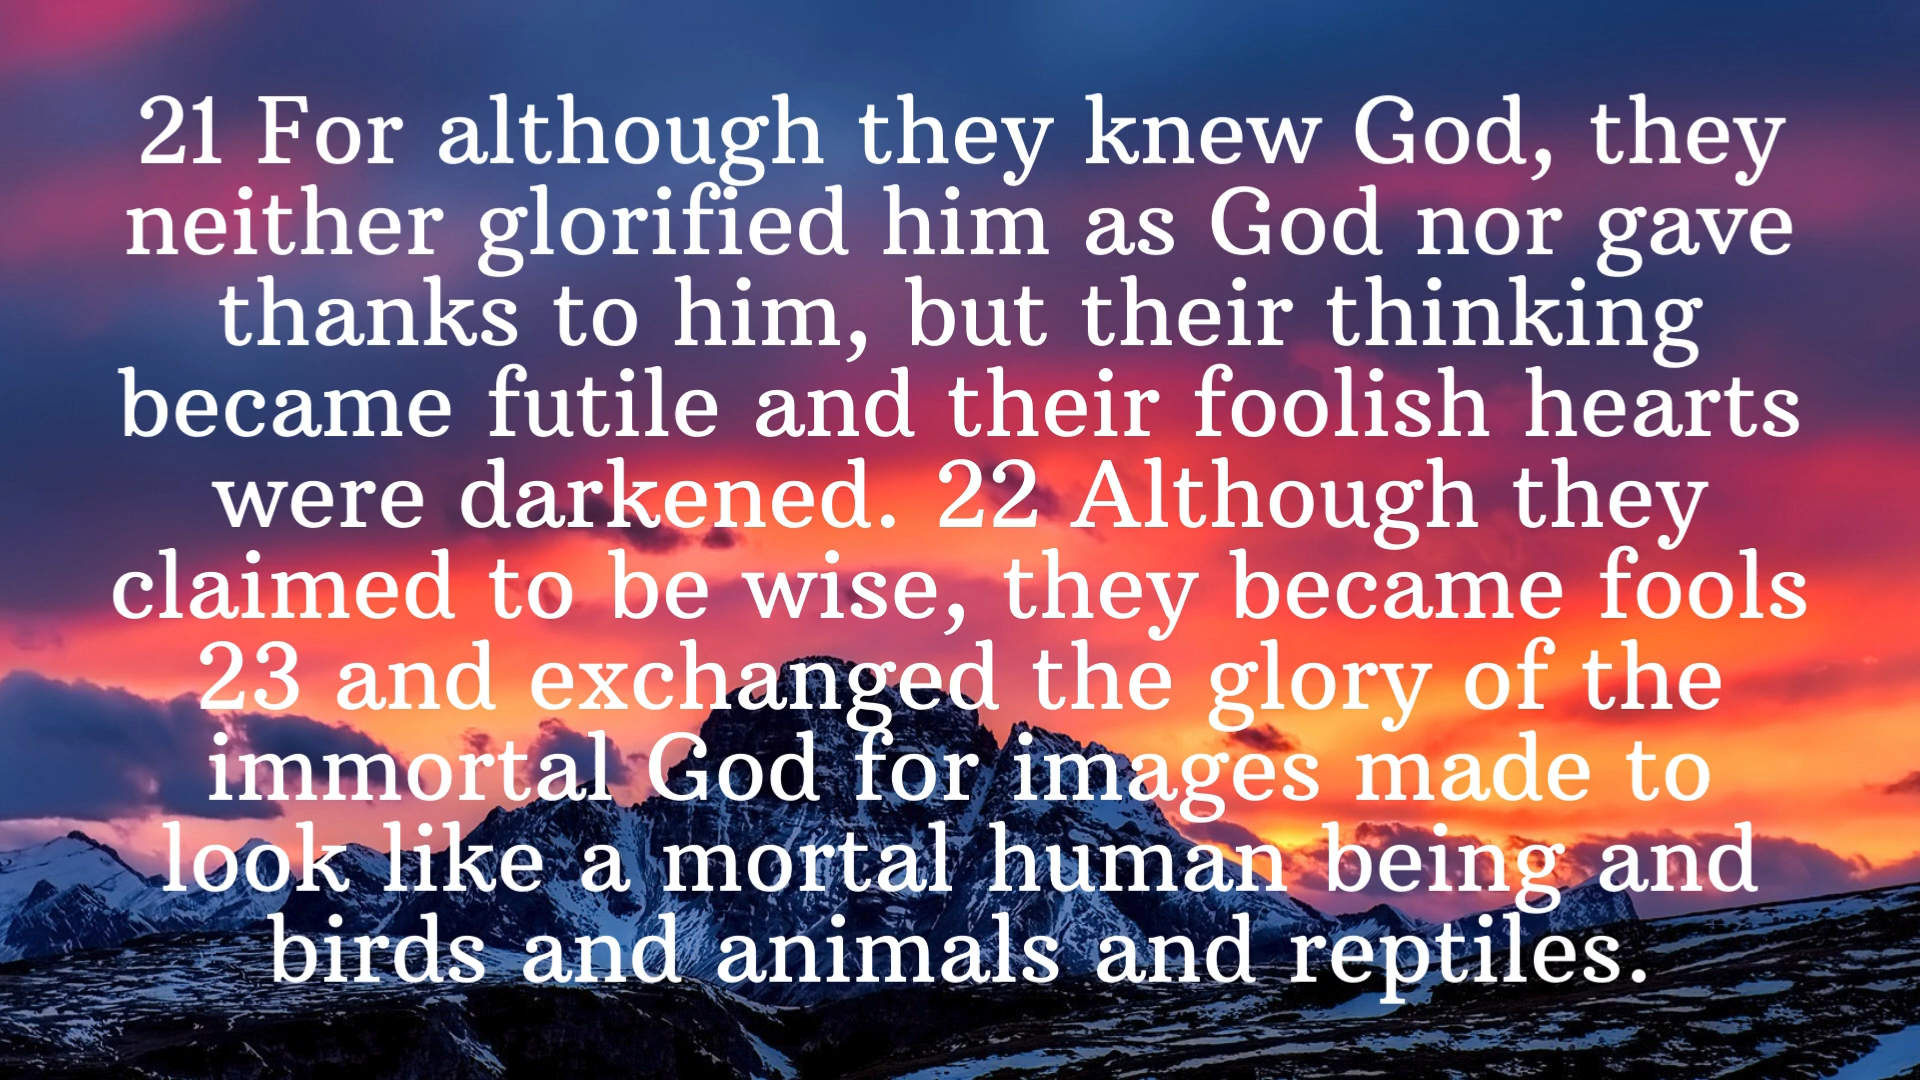 21 For although they knew God, they
neither glorified him as God nor gave
thanks to him, but their thinking
became futile and their foolish hearts
were darkened. 22 Although they
claimed to be wise, they became fools
23 and exchanged the glory of the
immortal God for images made to
look like a mortal human being and
birds and animals and reptiles.